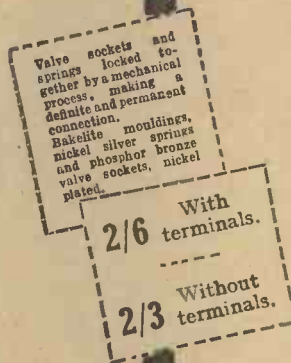 Valve sockets and
springs locked to-
gether by a mechanical
process, making a
definite and permanent
connection.
Bakelite mouldings,
nickel silver springs
and phosphor bronze
valve sockets, nickel
plated.
2/6 With
terminals.
2/3 Without
terminals.